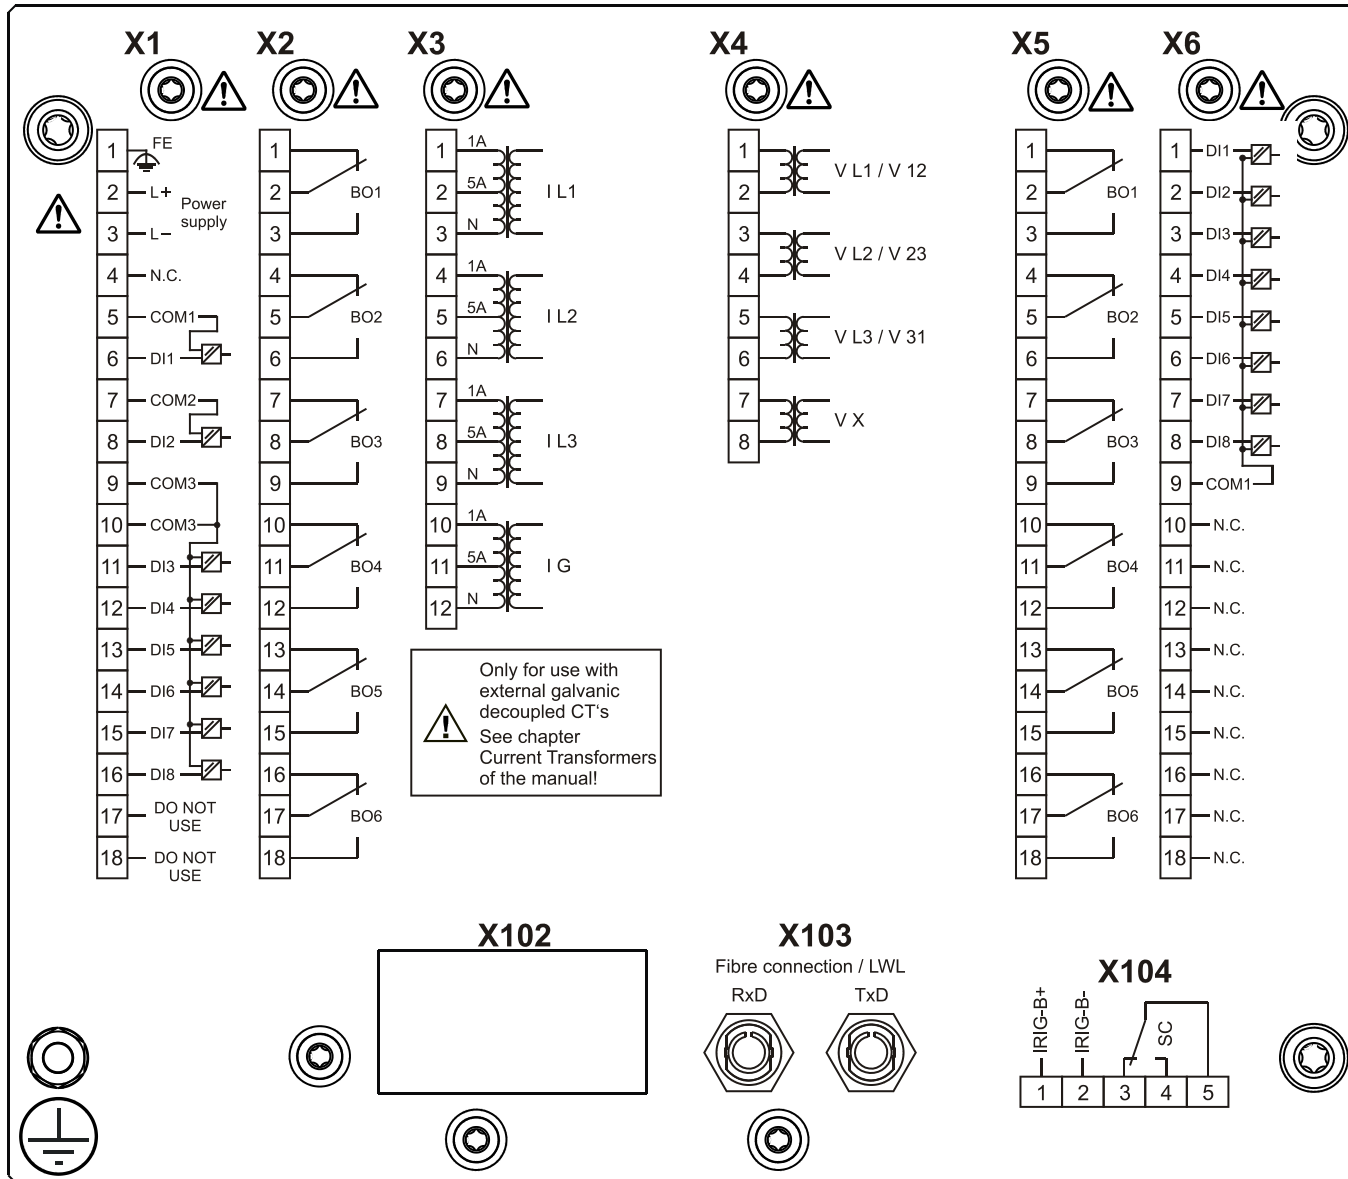 X1 X2 X3 X4 X5 X6
1 FE
2 L+
Power
supply
3 L–
4 N.C.
5 COM1
6 DI1
7 COM2
8 DI2
9 COM3
10 COM3
11 DI3
12 DI4
13 DI5
14 DI6
15 DI7
16 DI8
17 DO NOT
USE
18 DO NOT
USE
1
2 BO1
3
4
5 BO2
6
7
8 BO3
9
10
11 BO4
12
13
14 BO5
15
16
17 BO6
18
1 1A
2 5A I L1
3 N
4 1A
5 5A I L2
6 N
7 1A
8 5A I L3
9 N
10 1A
11 5A I G
12 N
!
Only for use with
external galvanic
decoupled CT's
See chapter
Current Transformers
of the manual!
1
V L1 / V 12
2
3
V L2 / V 23
4
5
V L3 / V 31
6
7
V X
8
1
2 BO1
3
4
5 BO2
6
7
8 BO3
9
10
11 BO4
12
13
14 BO5
15
16
17 BO6
18
1 DI1
2 DI2
3 DI3
4 DI4
5 DI5
6 DI6
7 DI7
8 DI8
9 COM1
10 N.C.
11 N.C.
12 N.C.
13 N.C.
14 N.C.
15 N.C.
16 N.C.
17 N.C.
18 N.C.
X102
X103
Fibre connection / LWL
RxD TxD
X104
IRIG-B+
IRIG-B-
SC
1 2 3 4 5